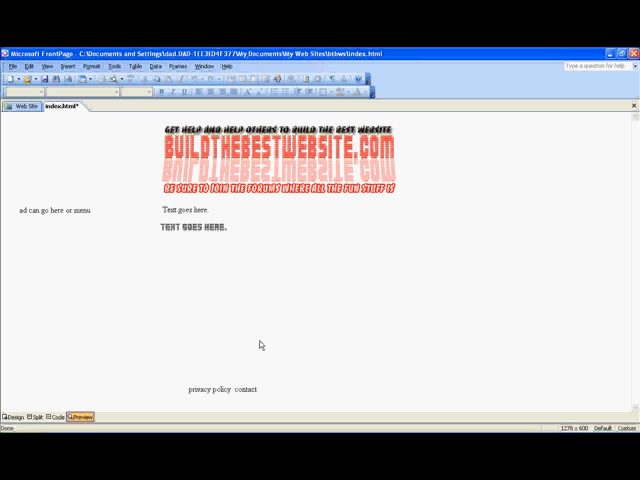 Microsoft FrontPage - C:\Documents and Settings\dad.DAD-1EE3ED4F377\My Documents\My Web Sites\btbws\index.html
File Edit View Insert Format Tools Table Data Frames Window Help
Type a question for help
Web Site index.html*
GET HELP AND HELP OTHERS TO BUILD THE BEST WEBSITE
BUILDTHEBESTWEBSITE.COM
BE SURE TO JOIN THE FORUMS WHERE ALL THE FUN STUFF IS
ad can go here or menu
Text goes here.
TEXT GOES HERE.
privacy policy contact
Design Split Code Preview
Done
1278 x 600 Default Custom